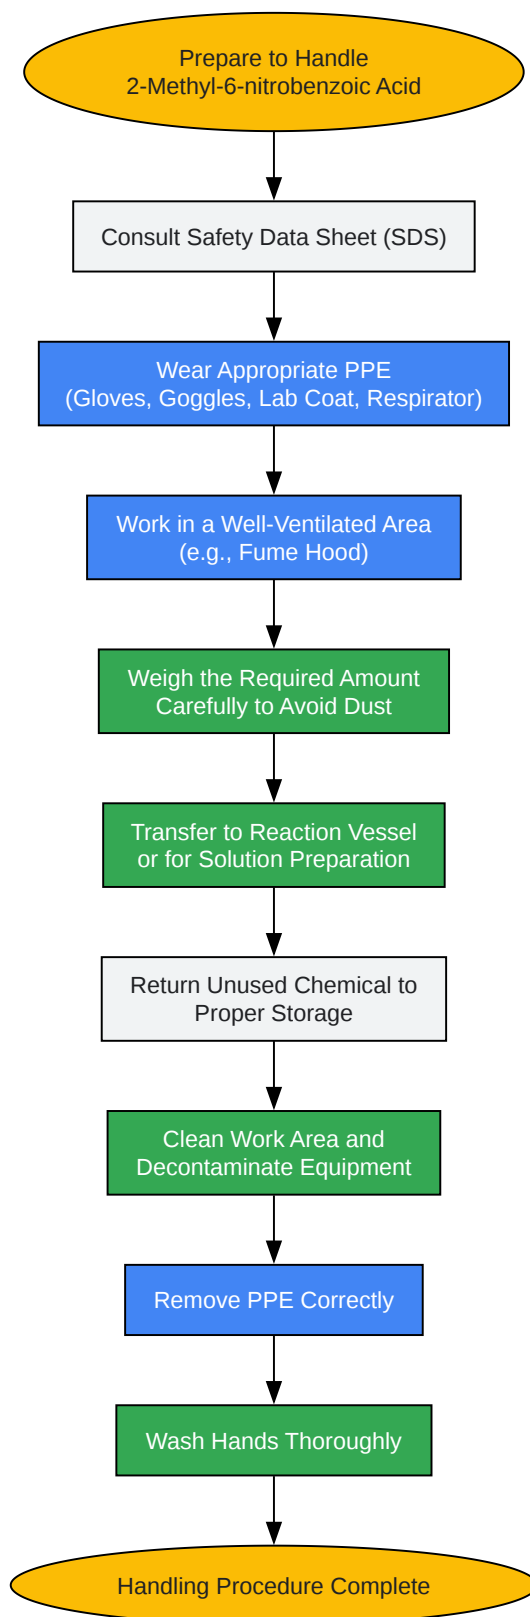 Prepare to Handle
2-Methyl-6-nitrobenzoic Acid
Consult Safety Data Sheet (SDS)
Wear Appropriate PPE
(Gloves, Goggles, Lab Coat, Respirator)
Work in a Well-Ventilated Area
(e.g., Fume Hood)
Weigh the Required Amount
Carefully to Avoid Dust
Transfer to Reaction Vessel
or for Solution Preparation
Return Unused Chemical to
Proper Storage
Clean Work Area and
Decontaminate Equipment
Remove PPE Correctly
Wash Hands Thoroughly
Handling Procedure Complete